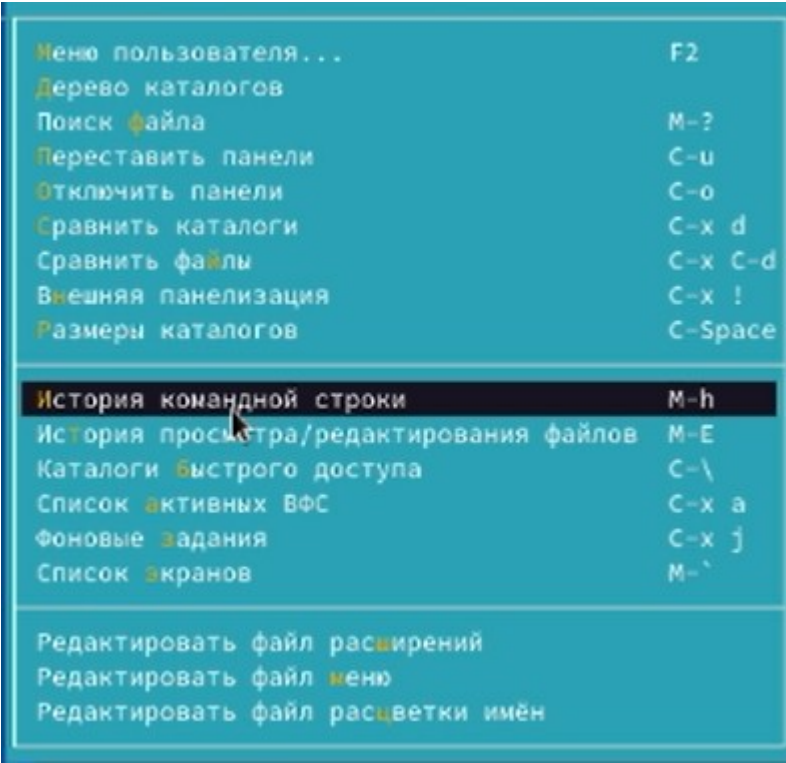 Меню пользователя... F2
Дерево каталогов
Поиск файла M-?
Переставить панели C-u
Отключить панели C-o
Сравнить каталоги C-x d
Сравнить файлы C-x C-d
Внешняя панелизация C-x !
Размеры каталогов C-Space
История командной строки M-h
История просмотра/редактирования файлов M-E
Каталоги быстрого доступа C-\
Список активных ВФС C-x a
Фоновые задания C-x j
Список экранов M-`
Редактировать файл расширений
Редактировать файл меню
Редактировать файл расцветки имён